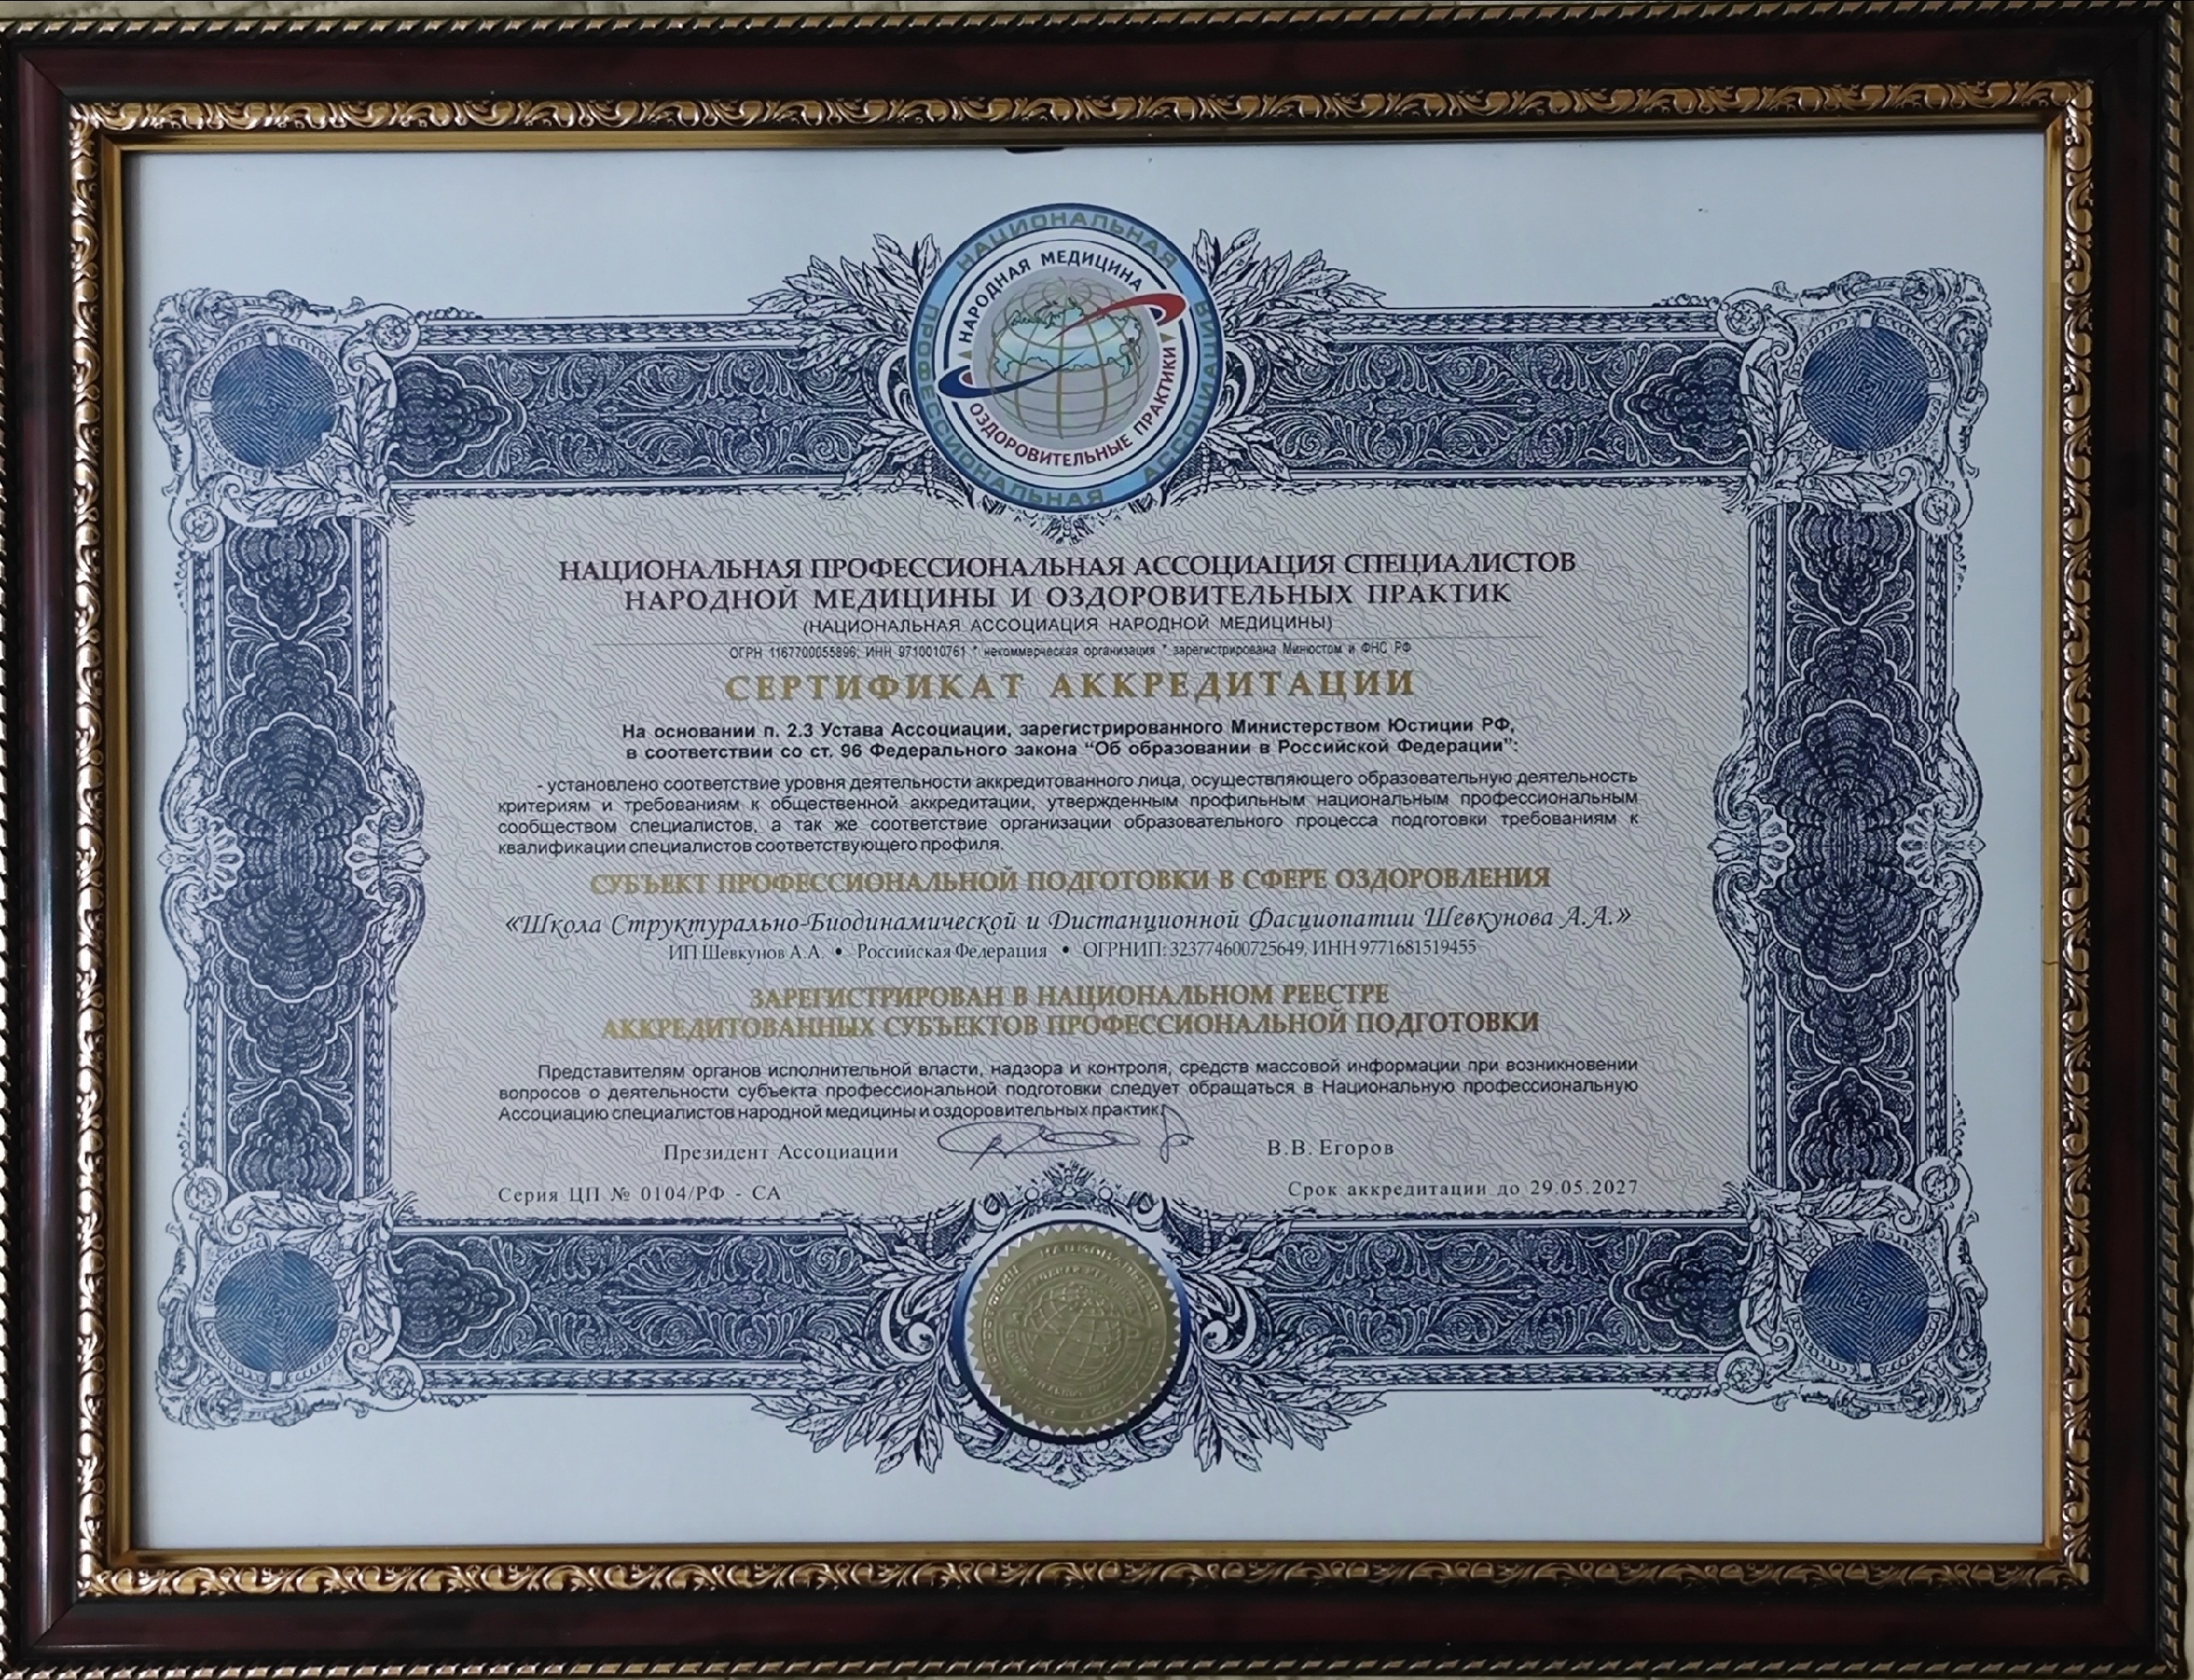 НАЦИОНАЛЬНАЯ
ПРОФЕССИОНАЛЬНАЯ АССОЦИАЦИЯ
НАРОДНАЯ МЕДИЦИНА
ОЗДОРОВИТЕЛЬНЫЕ ПРАКТИКИ
НАЦИОНАЛЬНАЯ ПРОФЕССИОНАЛЬНАЯ АССОЦИАЦИЯ СПЕЦИАЛИСТОВ
НАРОДНОЙ МЕДИЦИНЫ И ОЗДОРОВИТЕЛЬНЫХ ПРАКТИК
(НАЦИОНАЛЬНАЯ АССОЦИАЦИЯ НАРОДНОЙ МЕДИЦИНЫ)
ОГРН 1167700055896; ИНН 9710010761 * некоммерческая организация * зарегистрирована Минюстом и ФНС РФ
СЕРТИФИКАТ АККРЕДИТАЦИИ
На основании п. 2.3 Устава Ассоциации, зарегистрированного Министерством Юстиции РФ,
в соответствии со ст. 96 Федерального закона “Об образовании в Российской Федерации”:
- установлено соответствие уровня деятельности аккредитованного лица, осуществляющего образовательную деятельность
критериям и требованиям к общественной аккредитации, утвержденным профильным национальным профессиональным
сообществом специалистов, а так же соответствие организации образовательного процесса подготовки требованиям к
квалификации специалистов соответствующего профиля.
СУБЪЕКТ ПРОФЕССИОНАЛЬНОЙ ПОДГОТОВКИ В СФЕРЕ ОЗДОРОВЛЕНИЯ
«Школа Структурально-Биодинамической и Дистанционной Фасциопатии Шевкунова А.А.»
ИП Шевкунов А.А. • Российская Федерация • ОГРНИП: 323774600725649, ИНН 9771681519455
ЗАРЕГИСТРИРОВАН В НАЦИОНАЛЬНОМ РЕЕСТРЕ
АККРЕДИТОВАННЫХ СУБЪЕКТОВ ПРОФЕССИОНАЛЬНОЙ ПОДГОТОВКИ
Представителям органов исполнительной власти, надзора и контроля, средств массовой информации при возникновении
вопросов о деятельности субъекта профессиональной подготовки следует обращаться в Национальную профессиональную
Ассоциацию специалистов народной медицины и оздоровительных практик.
Президент Ассоциации В.В. Егоров
Серия ЦП № 0104/РФ - СА Срок аккредитации до 29.05.2027